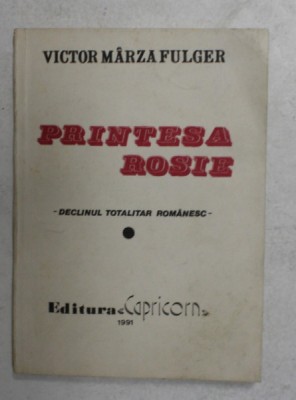 VICTOR MÂRZA FULGER
PRINTESA
ROSIE
- DECLINUL TOTALITAR ROMÂNESC -
Editura «Capricorn»
1991